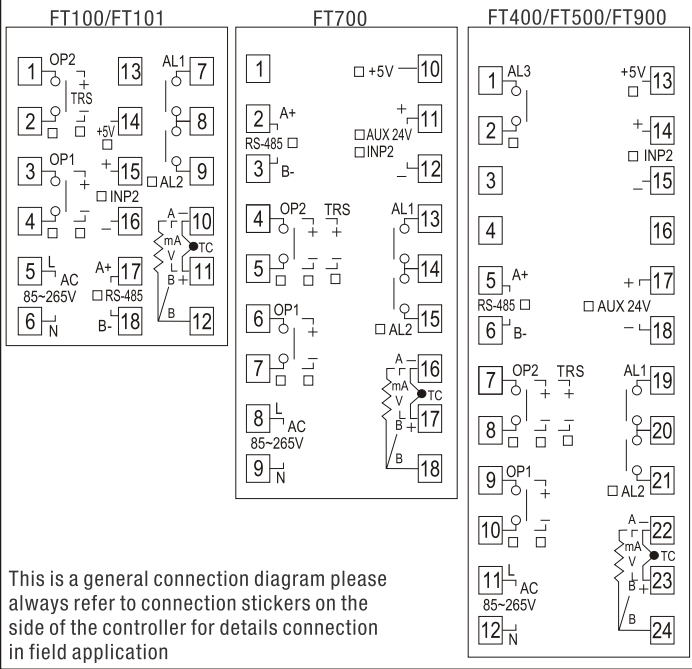 FT100/FT101
1 OP2 13 AL1 7
TRS
2 +5V 14 8
3 OP1 + 15 9
AL2
INP2
4 − 16 A − 10
mA TC
V
5 L AC A+ 17 B + 11
85~265V RS-485
6 N B- 18 B 12
FT700
1 +5V 10
2 A+ + 11
RS-485 AUX 24V
INP2
3 B- − 12
4 OP2 TRS AL1 13
+ +
5 − − 14
6 OP1 15
+ AL2
7 − A − 16
mA TC
V
8 L AC B + 17
85~265V
9 N B 18
FT400/FT500/FT900
1 AL3 +5V 13
2 + 14
INP2
3 − 15
4 16
5 A+ + 17
RS-485 AUX 24V
6 B- − 18
7 OP2 TRS AL1 19
+ +
8 − − 20
9 OP1 21
+ AL2
10 − A − 22
mA TC
V
11 L AC B + 23
85~265V
12 N B 24
This is a general connection diagram please
always refer to connection stickers on the
side of the controller for details connection
in field application